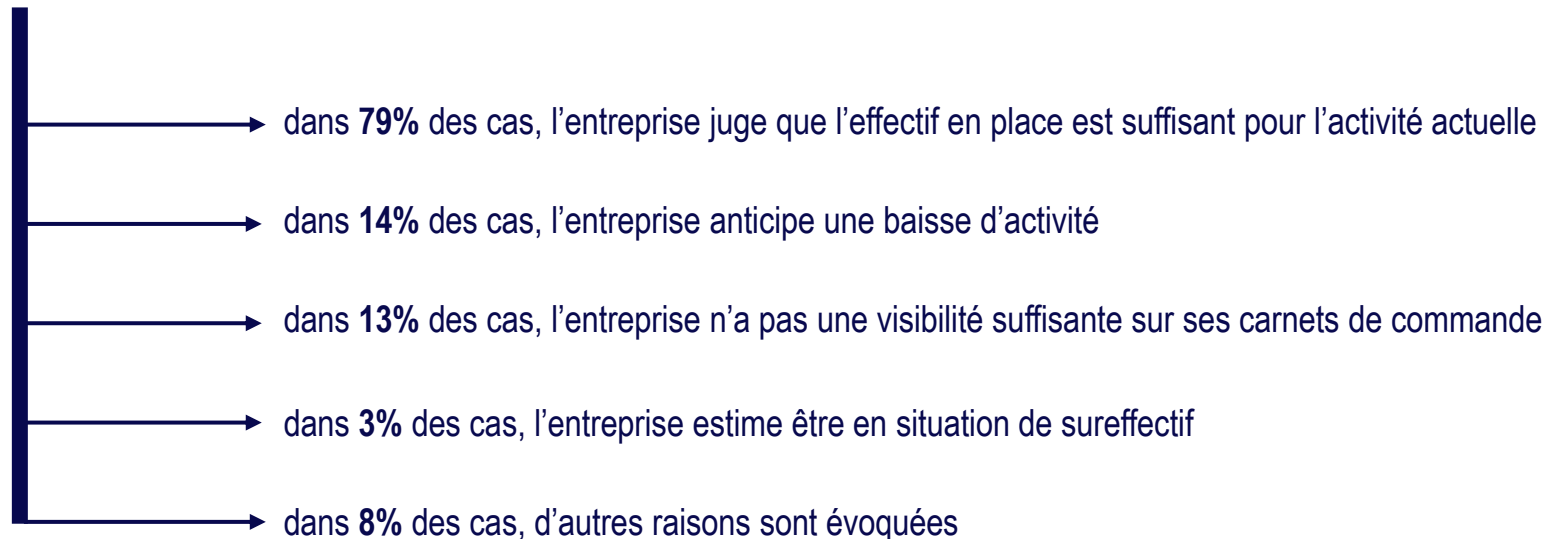 dans 79% des cas, l’entreprise juge que l’effectif en place est suffisant pour l’activité actuelle
dans 14% des cas, l’entreprise anticipe une baisse d’activité
dans 13% des cas, l’entreprise n’a pas une visibilité suffisante sur ses carnets de commande
dans 3% des cas, l’entreprise estime être en situation de sureffectif
dans 8% des cas, d’autres raisons sont évoquées